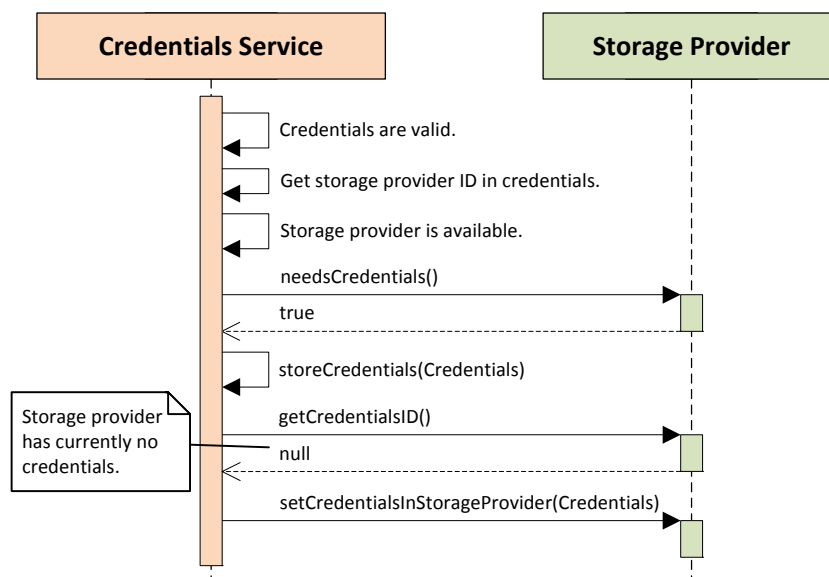 Credentials Service
Storage Provider
Credentials are valid.
Get storage provider ID in credentials.
Storage provider is available.
needsCredentials()
true
storeCredentials(Credentials)
Storage provider
has currently no
credentials.
getCredentialsID()
null
setCredentialsInStorageProvider(Credentials)